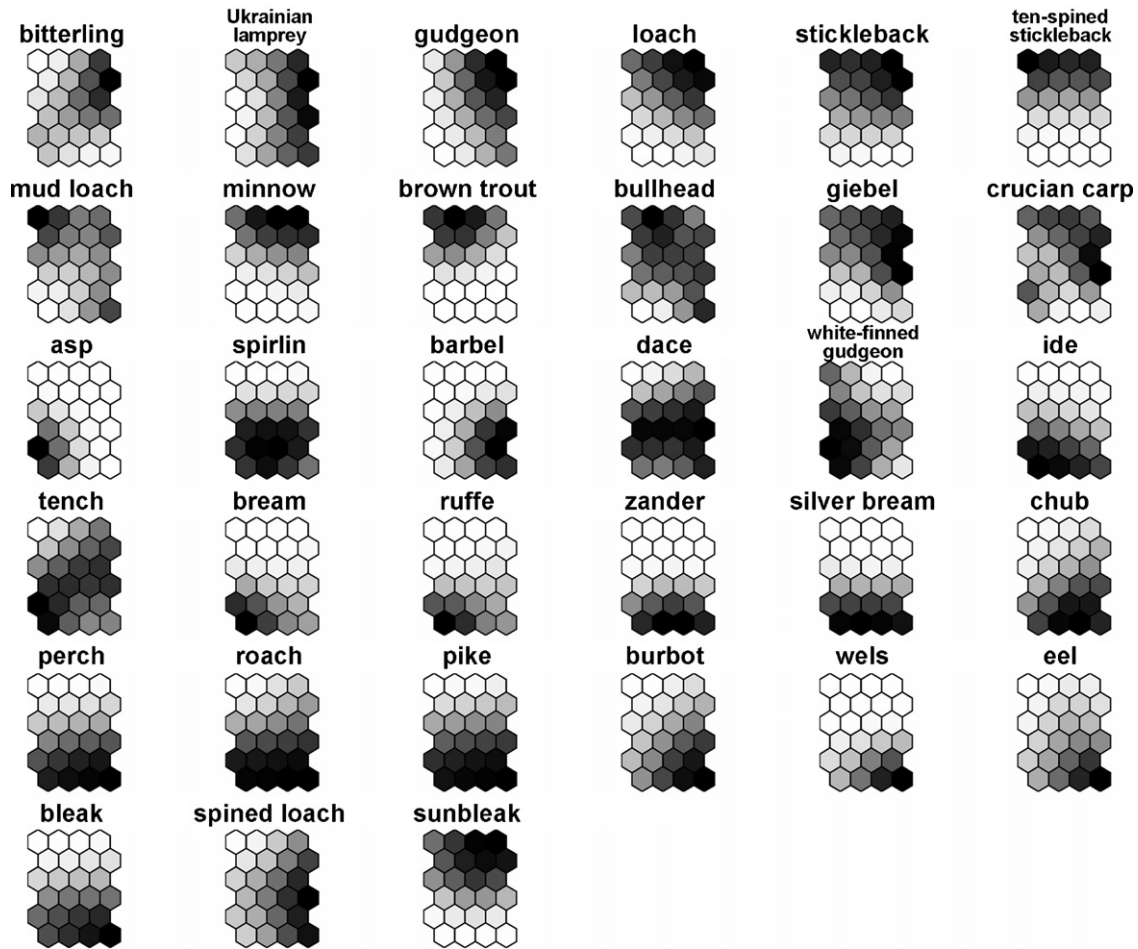 bitterling
Ukrainian
lamprey
gudgeon
loach
stickleback
ten-spined
stickleback
mud loach
minnow
brown trout
bullhead
giebel
crucian carp
asp
spirlin
barbel
dace
white-finned
gudgeon
ide
tench
bream
ruffe
zander
silver bream
chub
perch
roach
pike
burbot
wels
eel
bleak
spined loach
sunbleak